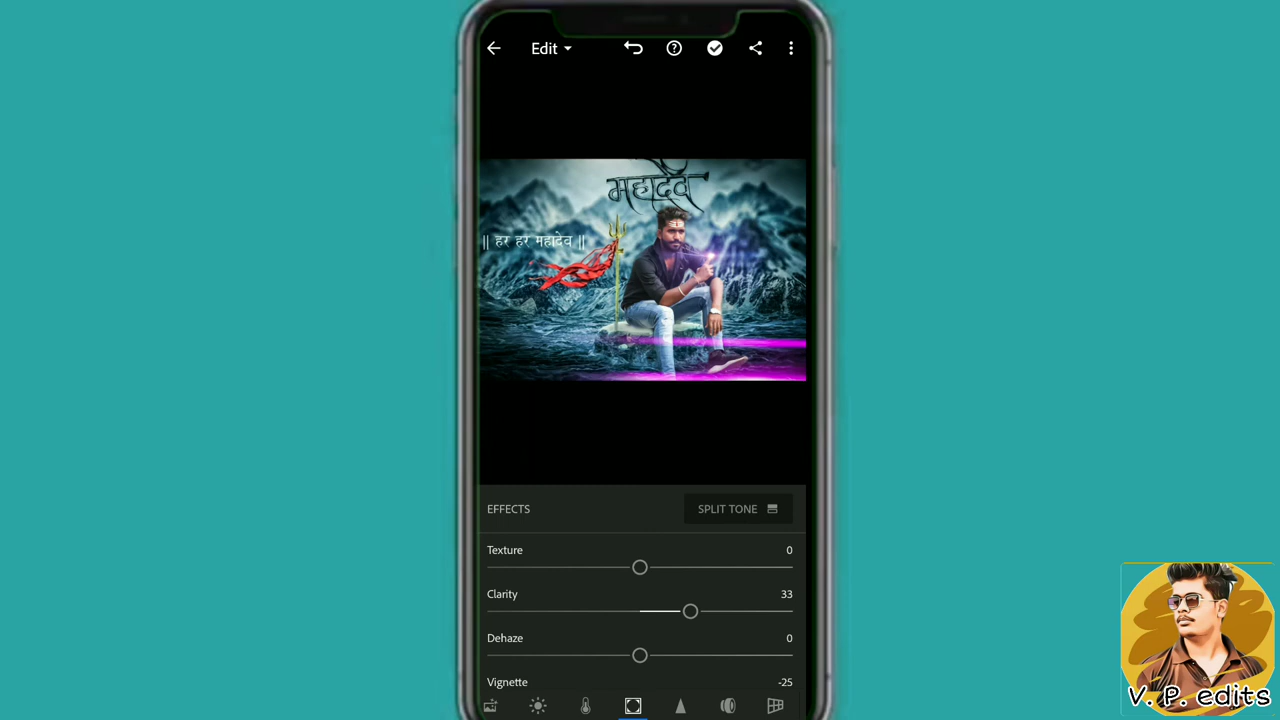 Edit
महादेव
|| हर हर महादेव ||
EFFECTS
SPLIT TONE
Texture 0
Clarity 33
Dehaze 0
Vignette -25
V. P. edits